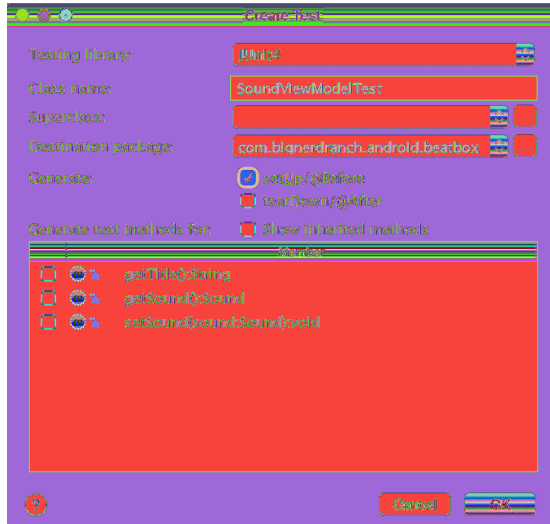 Create Test
Testing library: JUnit4
Class name: SoundViewModelTest
Superclass:
Destination package: com.bignerdranch.android.beatbox
Generate: setUp/@Before
tearDown/@After
Generate test methods for: Show inherited methods
Member
getTitle():String
getSound():Sound
setSound(sound:Sound):void
? Cancel OK